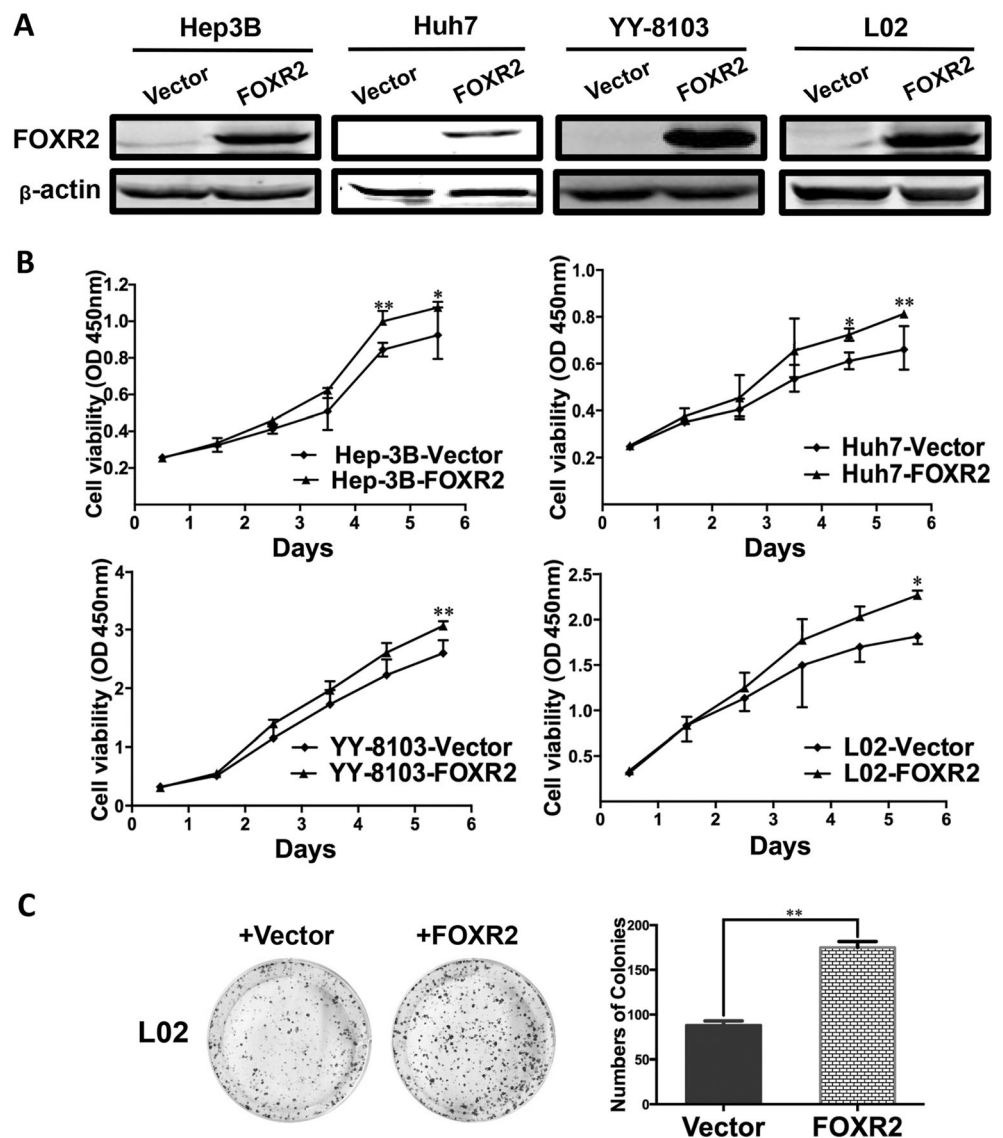 A
Hep3B Huh7 YY-8103 L02
Vector FOXR2 Vector FOXR2 Vector FOXR2 Vector FOXR2
FOXR2
β-actin
B
Cell viability (OD 450nm)
1.2
1.0
0.8
0.6
0.4
0.2
** *
Hep-3B-Vector
Hep-3B-FOXR2
0 1 2 3 4 5 6
Days
Cell viability (OD 450nm)
1.0
0.8
0.6
0.4
0.2
* **
Huh7-Vector
Huh7-FOXR2
0 1 2 3 4 5 6
Days
Cell viability (OD 450nm)
4
3
2
1
0
**
YY-8103-Vector
YY-8103-FOXR2
0 1 2 3 4 5 6
Days
Cell viability (OD 450nm)
2.5
2.0
1.5
1.0
0.5
*
L02-Vector
L02-FOXR2
0 1 2 3 4 5 6
Days
C
+Vector +FOXR2
L02
Numbers of Colonies
200
150
100
50
0
**
Vector FOXR2